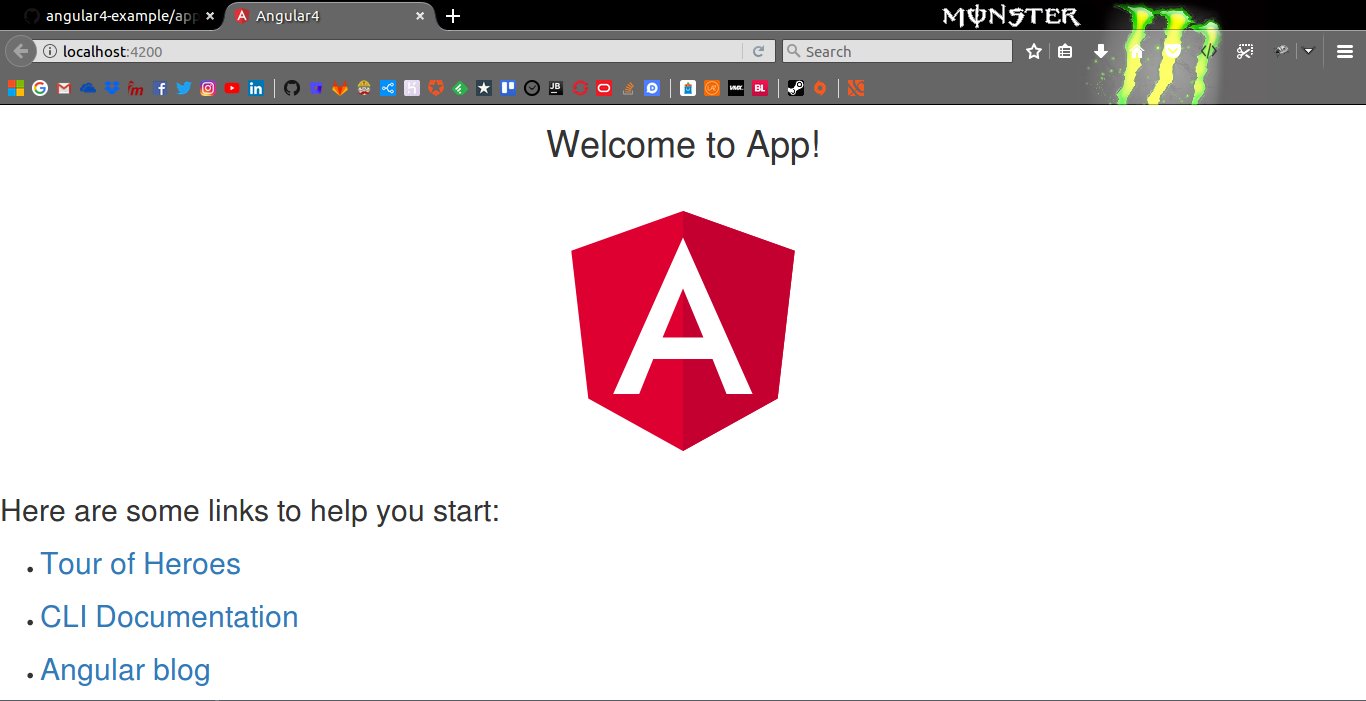 angular4-example/app
Angular4
MONSTER
localhost:4200
Search
fm
JB
VMX
BL
Welcome to App!
A
Here are some links to help you start:
Tour of Heroes
CLI Documentation
Angular blog